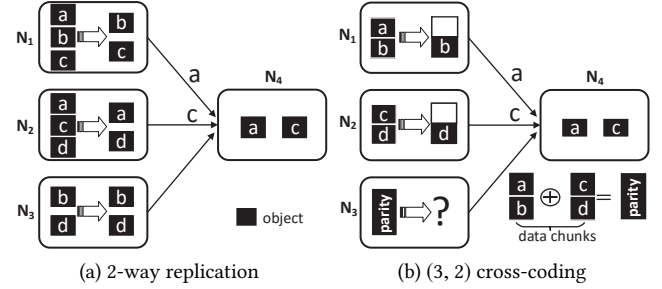 N1
a
b
c
b
c
a
N2
a
c
d
a
d
c
N3
b
d
b
d
N4
a
c
object
(a) 2-way replication
N1
a
b
b
a
N2
c
d
d
c
N3
parity
?
N4
a
c
a
b
⊕
c
d
=
parity
data chunks
(b) (3, 2) cross-coding